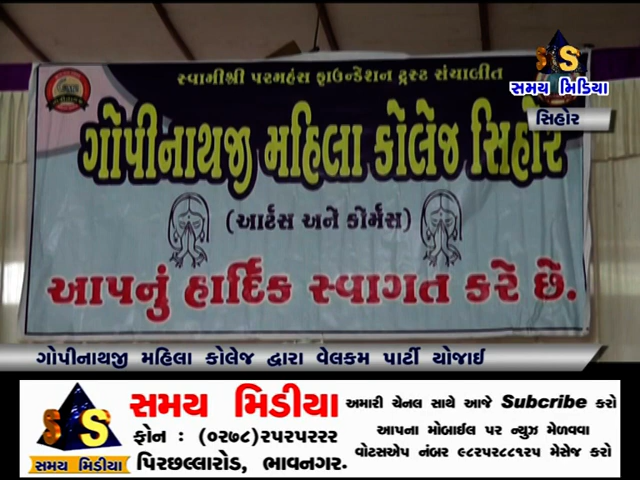 સ્વામીશ્રી પરમહંસ ફાઉન્ડેશન ટ્રસ્ટ સંચાલીત
ગોપીનાથજી મહિલા કોલેજ સિહોર
(આર્ટસ અને કોર્મસ)
આપનું હાર્દિક સ્વાગત કરે છે.
S
સમય મિડિયા
સિહોર
ગોપીનાથજી મહિલા કોલેજ દ્વારા વેલકમ પાર્ટી યોજાઈ
S S
સમય મિડીયા
સમય મિડીયા
ફોન : (૦૨૭૮)૨૫૨૫૨૨૨
પિરછલ્લારોડ, ભાવનગર.
અમારી ચેનલ સાથે આજે Subcribe કરો
આપના મોબાઈલ પર ન્યુઝ મેળવવા
વોટસએપ નંબર ૯૮૨૫૨૮૮૧૨૫ મેસેજ કરો